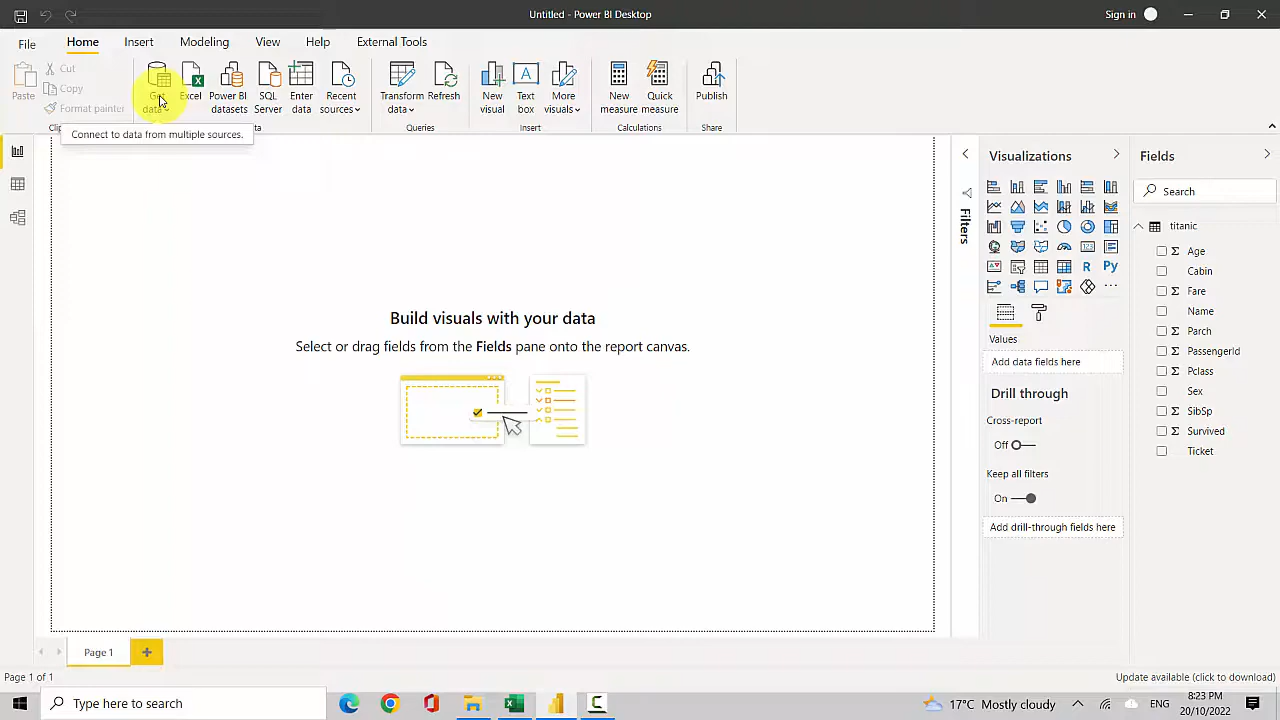 Untitled - Power BI Desktop
Sign in
File Home Insert Modeling View Help External Tools
Paste
Cut
Copy
Format painter
Get data
Excel
Power BI datasets
SQL Server
Enter data
Recent sources
Transform data
Refresh
New visual
Text box
More visuals
New measure
Quick measure
Publish
Queries
Insert
Calculations
Share
Connect to data from multiple sources.
Build visuals with your data
Select or drag fields from the Fields pane onto the report canvas.
Filters
Visualizations
R
Py
123
Values
Add data fields here
Drill through
Cross-report
Off
Keep all filters
On
Add drill-through fields here
Fields
Search
titanic
Age
Cabin
Fare
Name
Parch
PassengerId
Pclass
Sex
SibSp
Survived
Ticket
Page 1
Page 1 of 1
Update available (click to download)
Type here to search
17°C Mostly cloudy
ENG
8:23 PM
20/10/2022